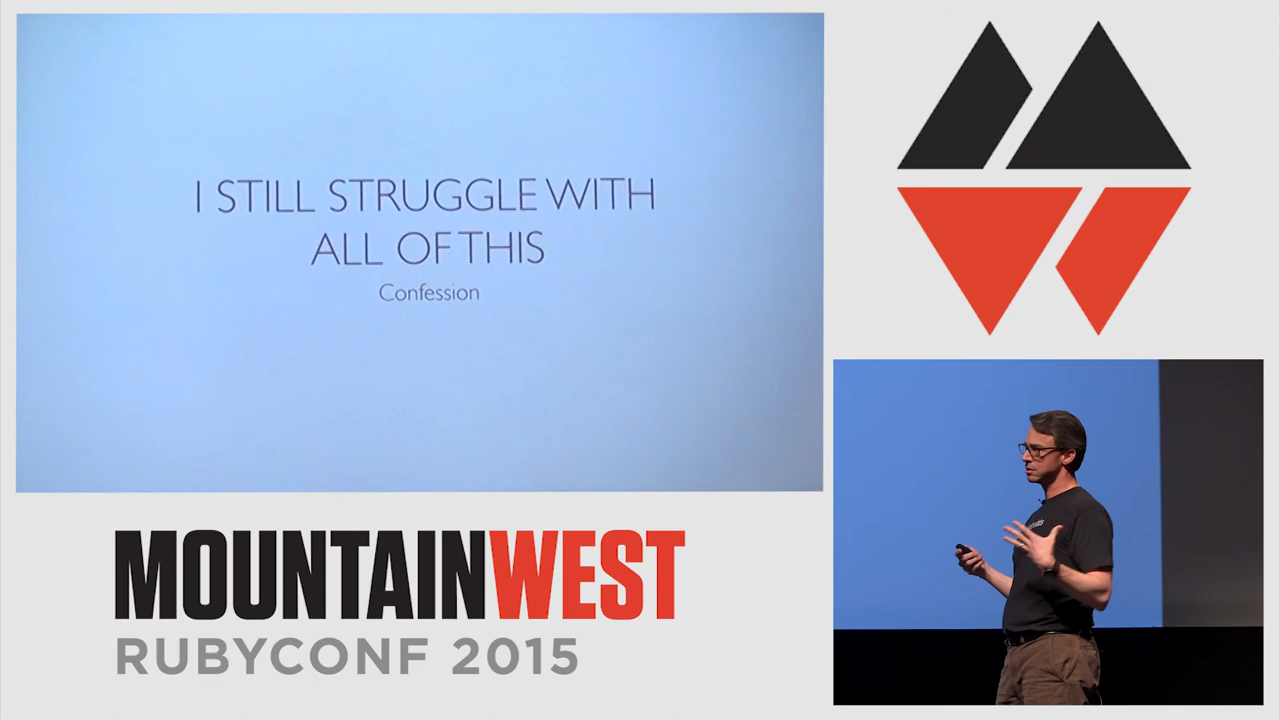 I STILL STRUGGLE WITH
ALL OF THIS
Confession
MOUNTAINWEST
RUBYCONF 2015